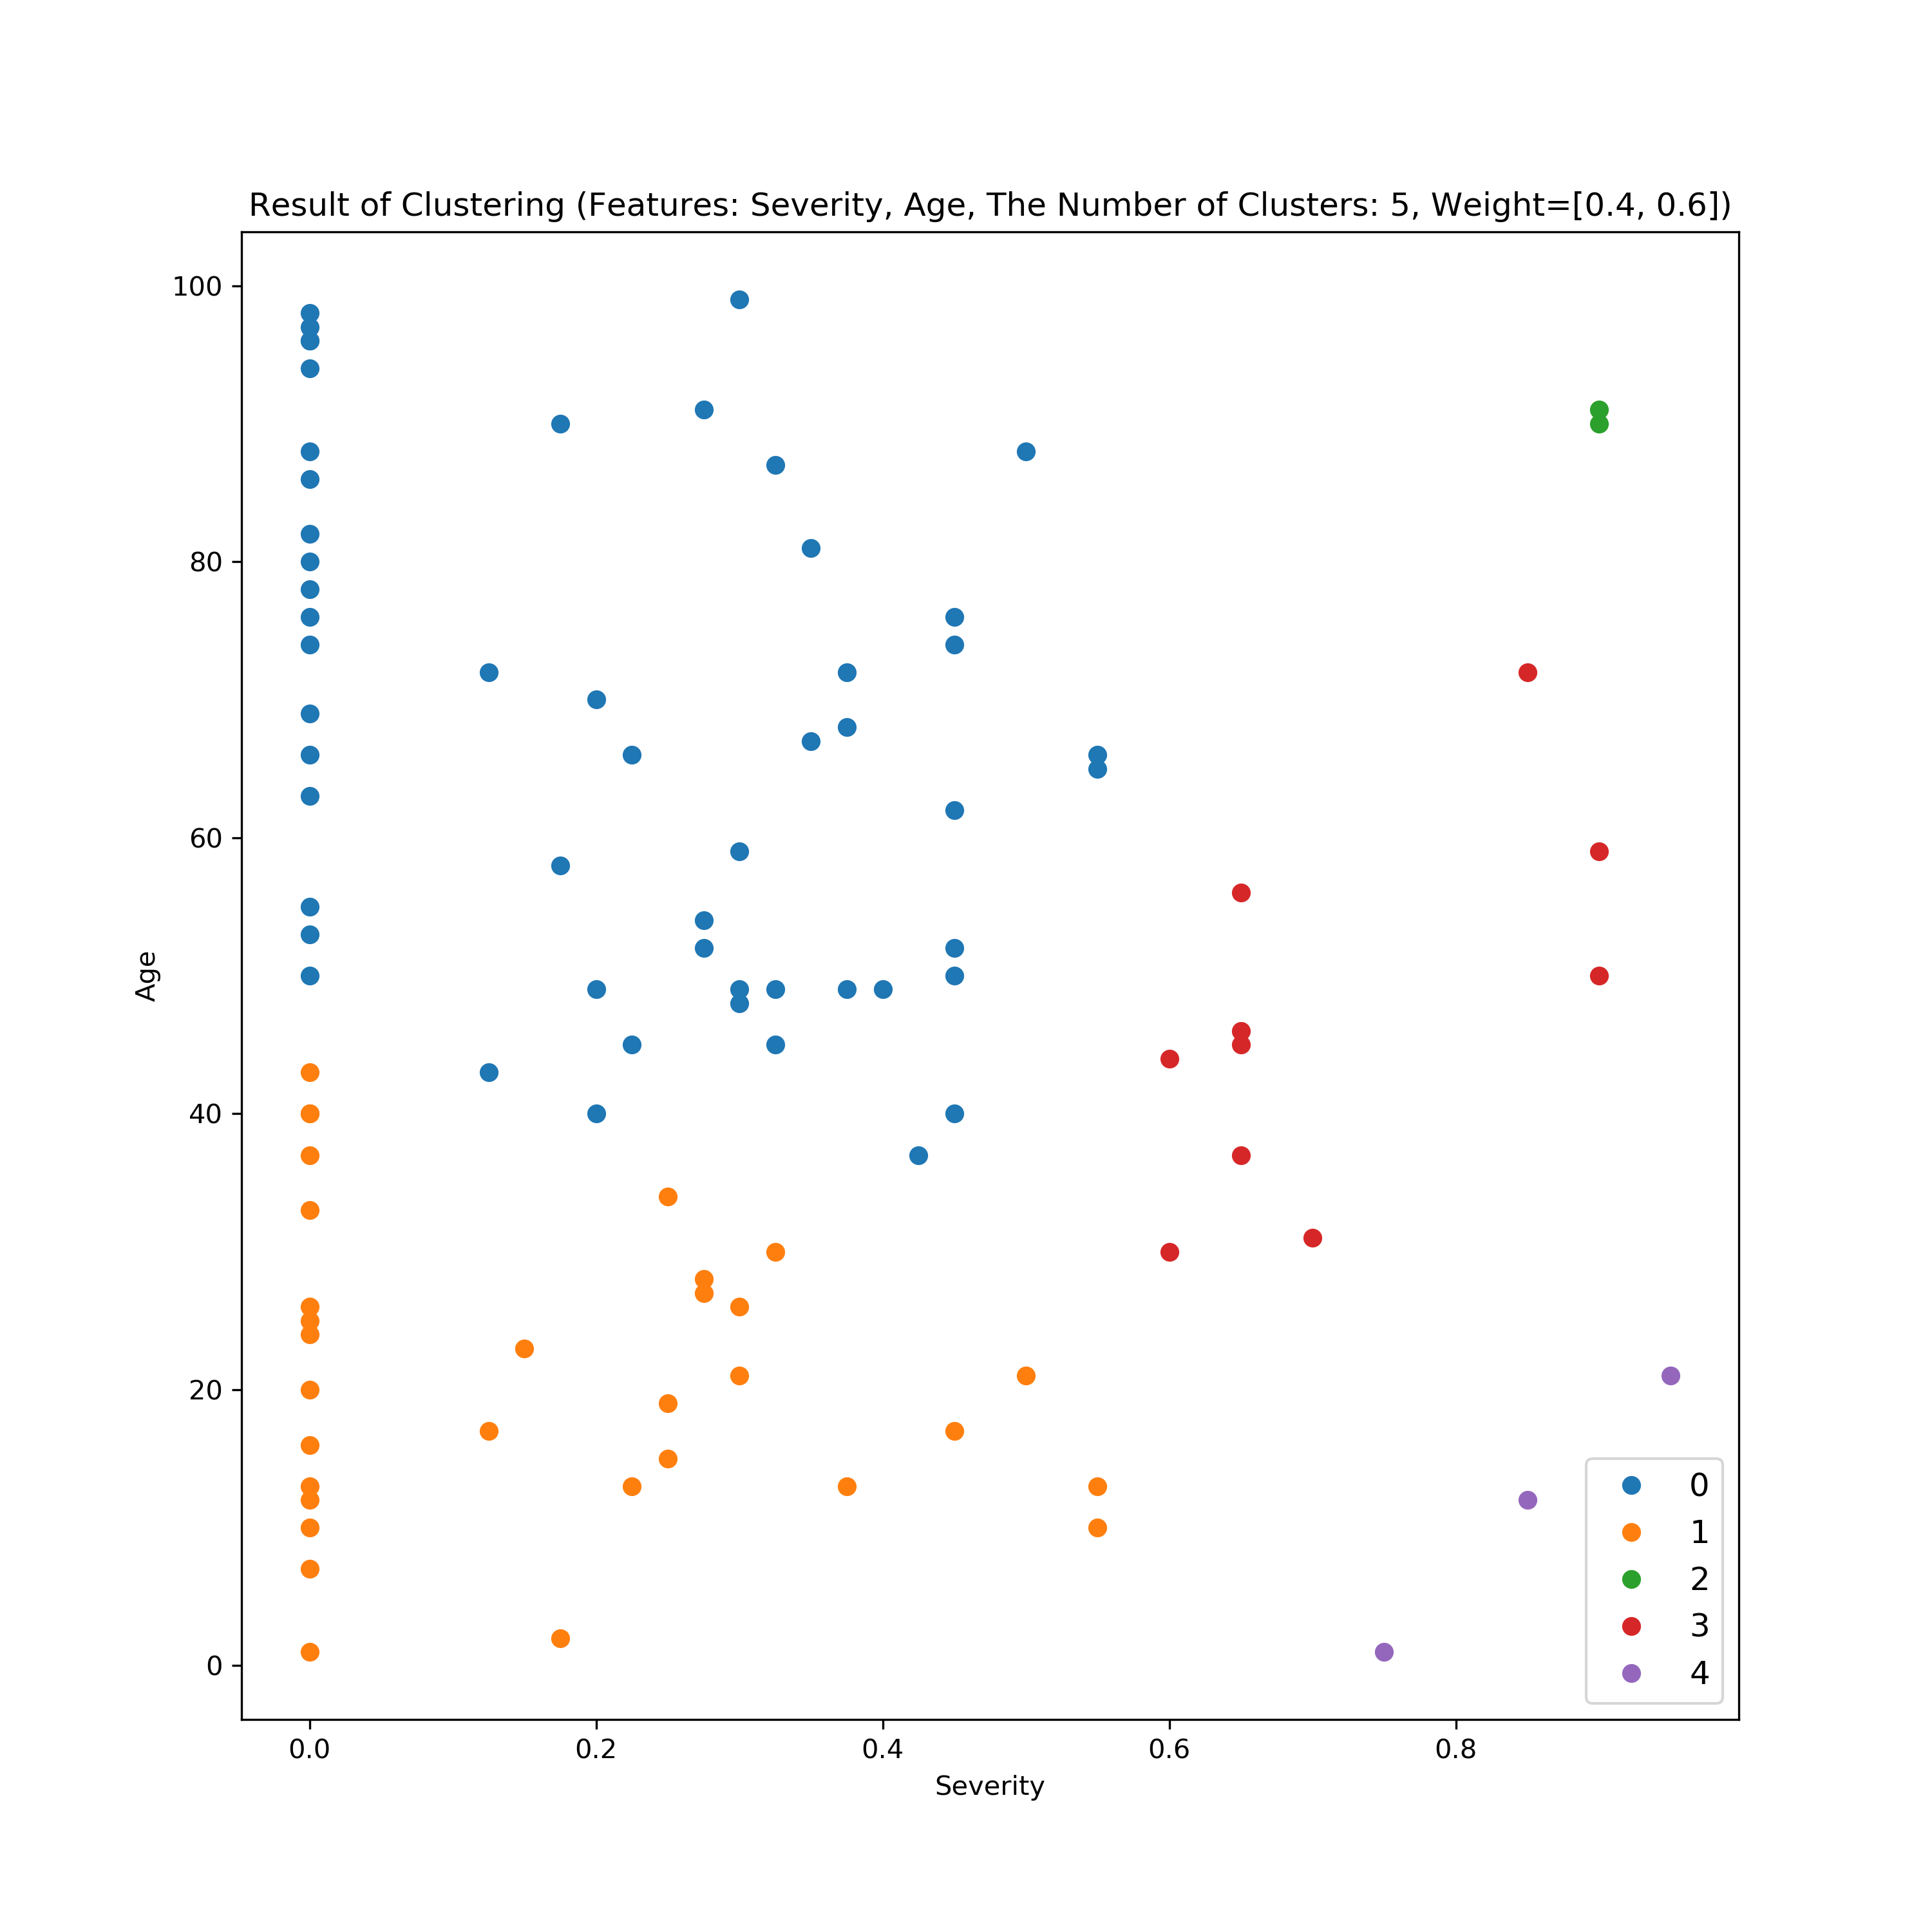 Result of Clustering (Features: Severity, Age, The Number of Clusters: 5, Weight=[0.4, 0.6])
100
80
60
40
20
0
Age
0.0 0.2 0.4 0.6 0.8
Severity
0
1
2
3
4